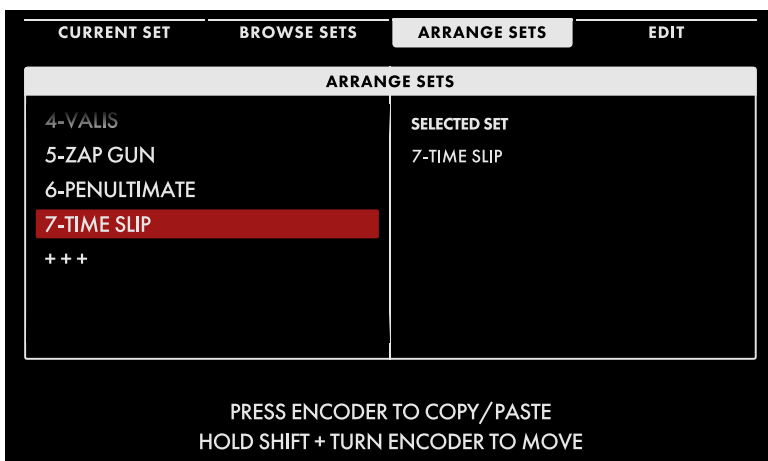 CURRENT SET BROWSE SETS ARRANGE SETS EDIT
ARRANGE SETS
4-VALIS
5-ZAP GUN
6-PENULTIMATE
7-TIME SLIP
+++
SELECTED SET
7-TIME SLIP
PRESS ENCODER TO COPY/PASTE
HOLD SHIFT + TURN ENCODER TO MOVE